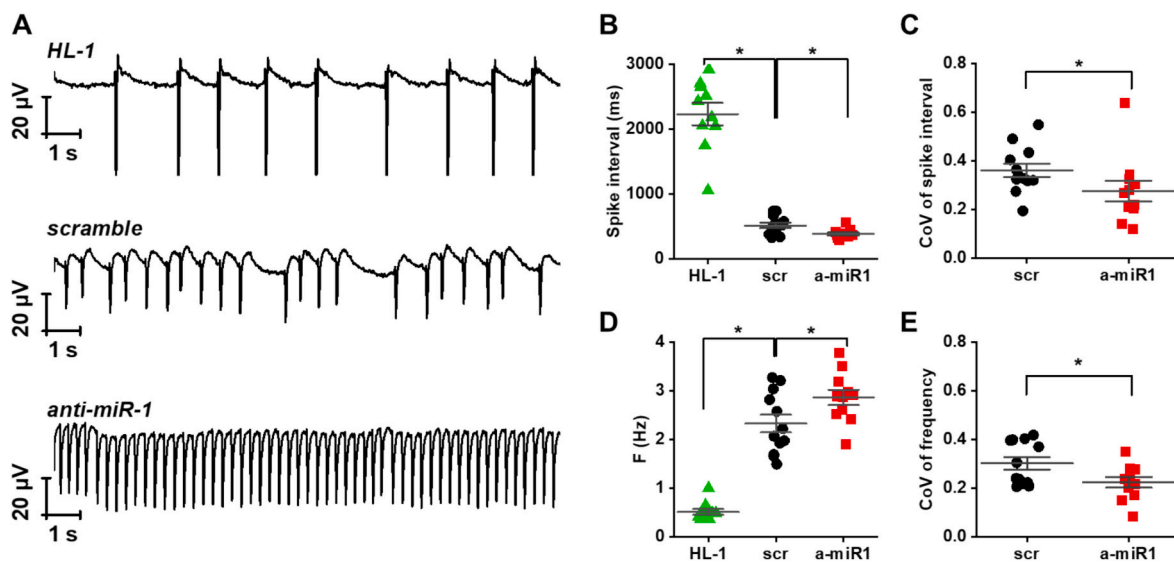 A
HL-1
20 µV
1 s
scramble
20 µV
1 s
anti-miR-1
20 µV
1 s
B
*
*
Spike interval (ms)
3000
2000
1000
0
HL-1 scr a-miR1
C
*
CoV of spike interval
0.8
0.6
0.4
0.2
0.0
scr a-miR1
D
*
*
F (Hz)
4
3
2
1
0
HL-1 scr a-miR1
E
*
CoV of frequency
0.8
0.6
0.4
0.2
0.0
scr a-miR1